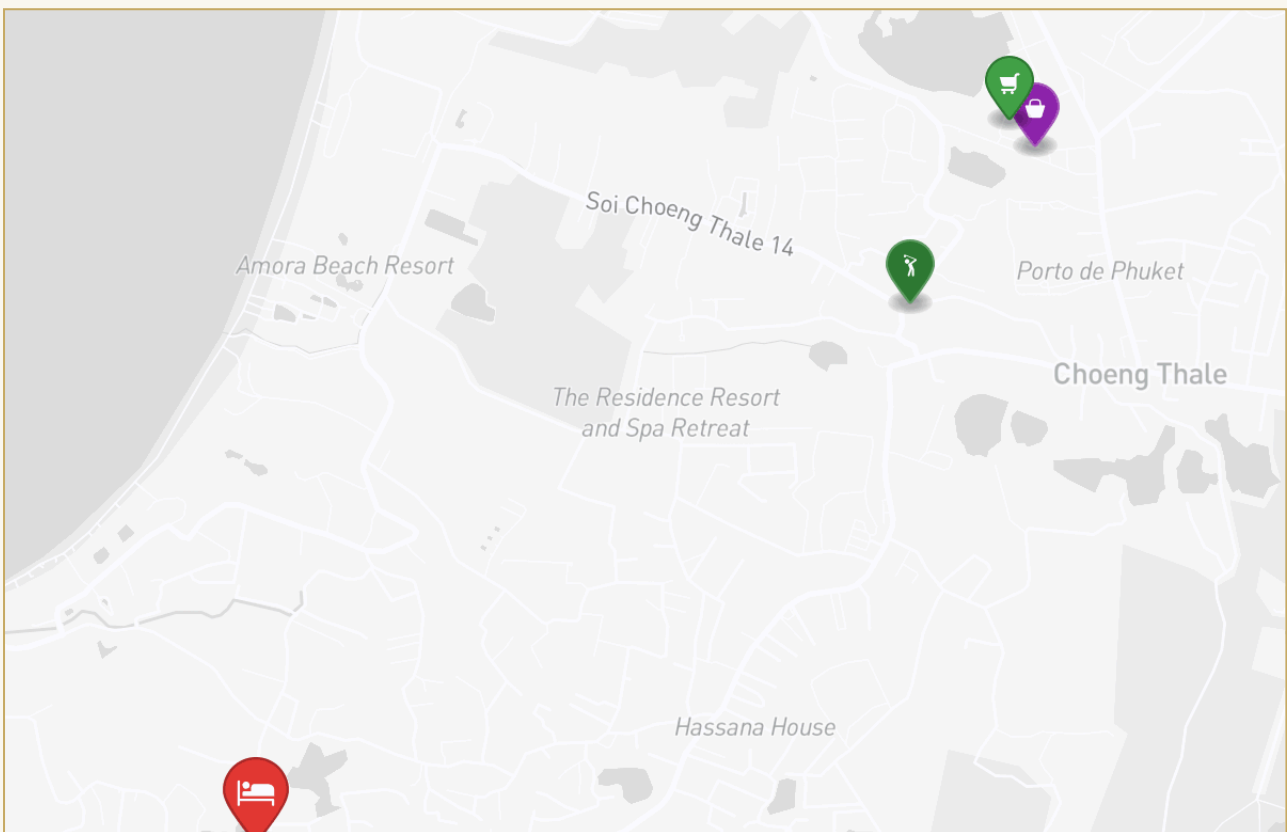 Soi Choeng Thale 14
Amora Beach Resort
Porto de Phuket
Choeng Thale
The Residence Resort
and Spa Retreat
Hassana House